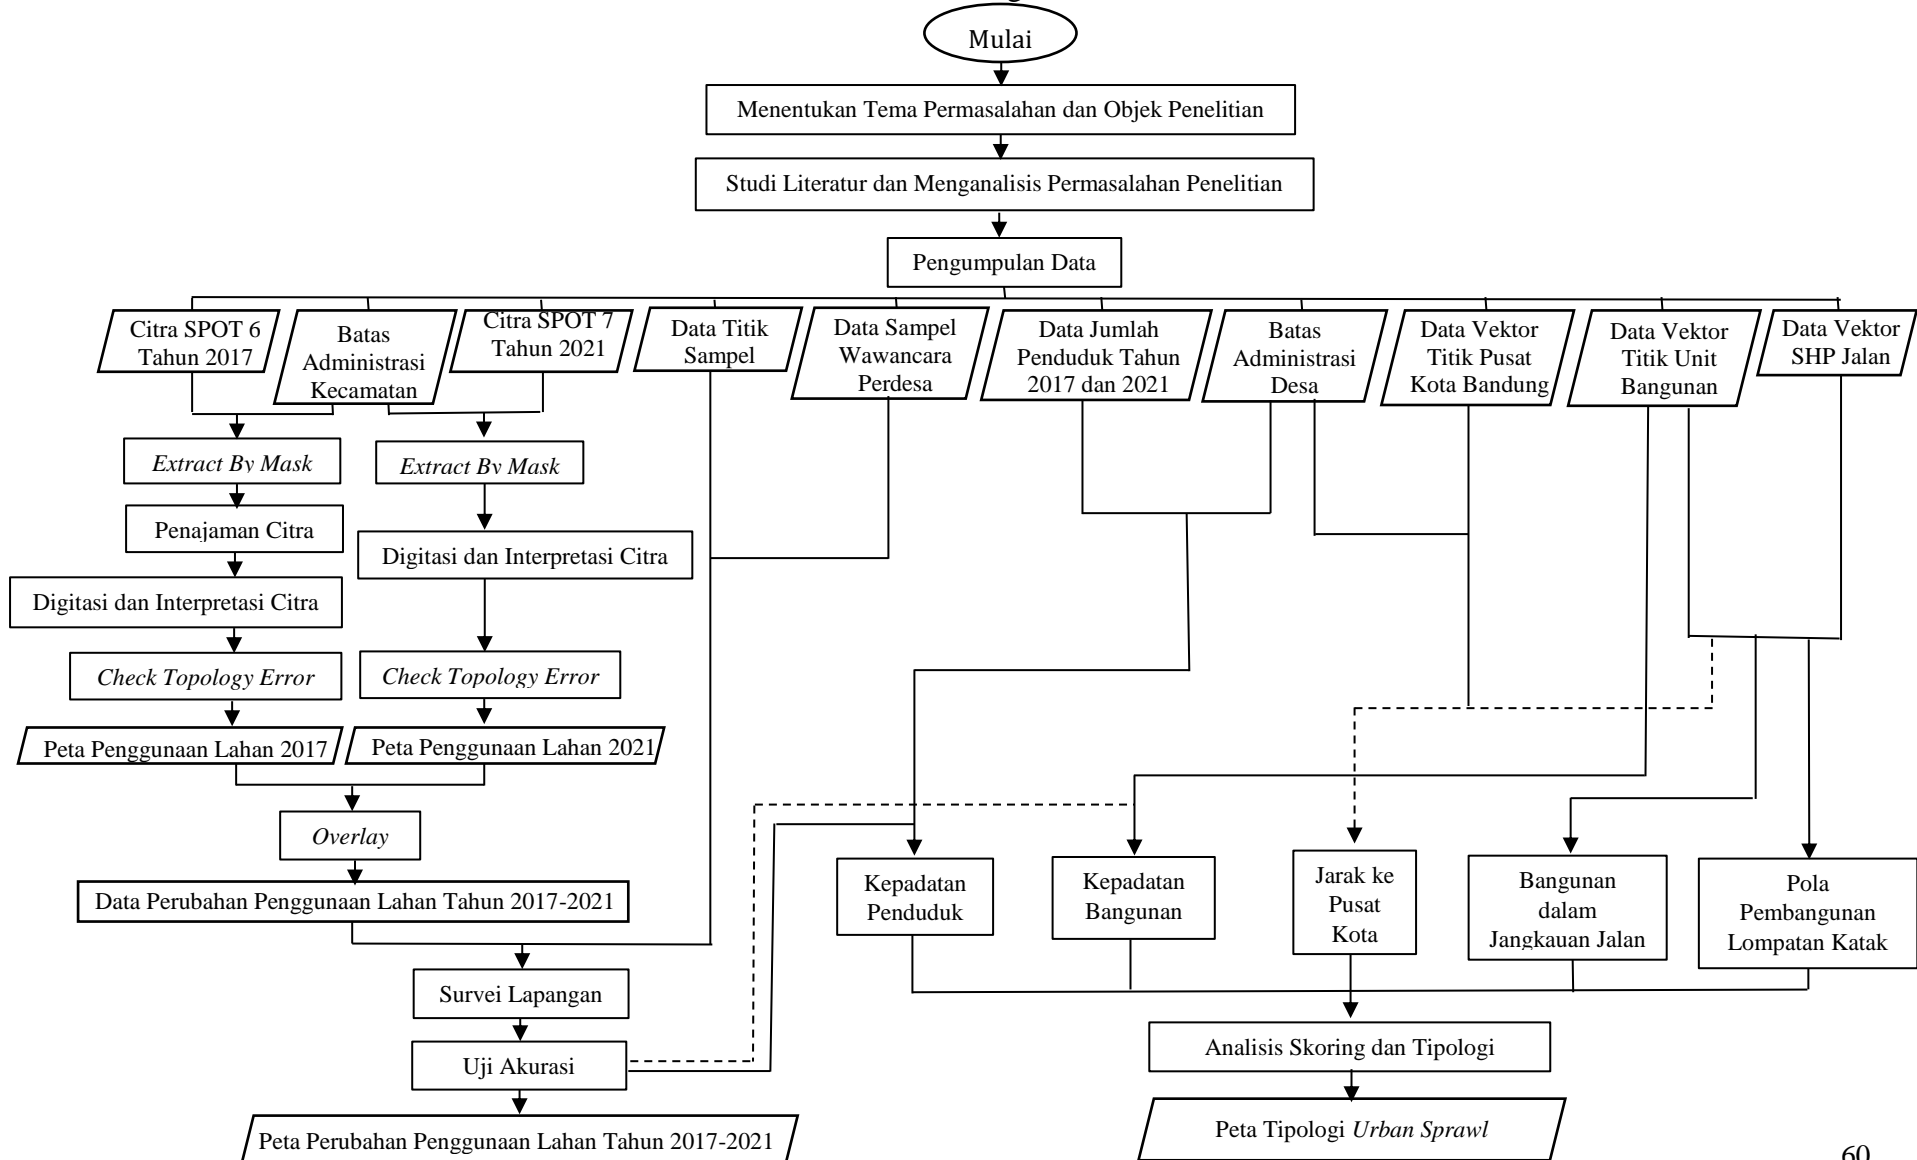 Mulai
Menentukan Tema Permasalahan dan Objek Penelitian
Studi Literatur dan Menganalisis Permasalahan Penelitian
Pengumpulan Data
Citra SPOT 6
Tahun 2017
Batas
Administrasi
Kecamatan
Citra SPOT 7
Tahun 2021
Data Titik
Sampel
Data Sampel
Wawancara
Perdesa
Data Jumlah
Penduduk Tahun
2017 dan 2021
Batas
Administrasi
Desa
Data Vektor
Titik Pusat
Kota Bandung
Data Vektor
Titik Unit
Bangunan
Data Vektor
SHP Jalan
Extract By Mask
Extract By Mask
Penajaman Citra
Digitasi dan Interpretasi Citra
Digitasi dan Interpretasi Citra
Check Topology Error
Check Topology Error
Peta Penggunaan Lahan 2017
Peta Penggunaan Lahan 2021
Overlay
Data Perubahan Penggunaan Lahan Tahun 2017-2021
Kepadatan
Penduduk
Kepadatan
Bangunan
Jarak ke
Pusat
Kota
Bangunan
dalam
Jangkauan Jalan
Pola
Pembangunan
Lompatan Katak
Survei Lapangan
Uji Akurasi
Analisis Skoring dan Tipologi
Peta Perubahan Penggunaan Lahan Tahun 2017-2021
Peta Tipologi Urban Sprawl
60